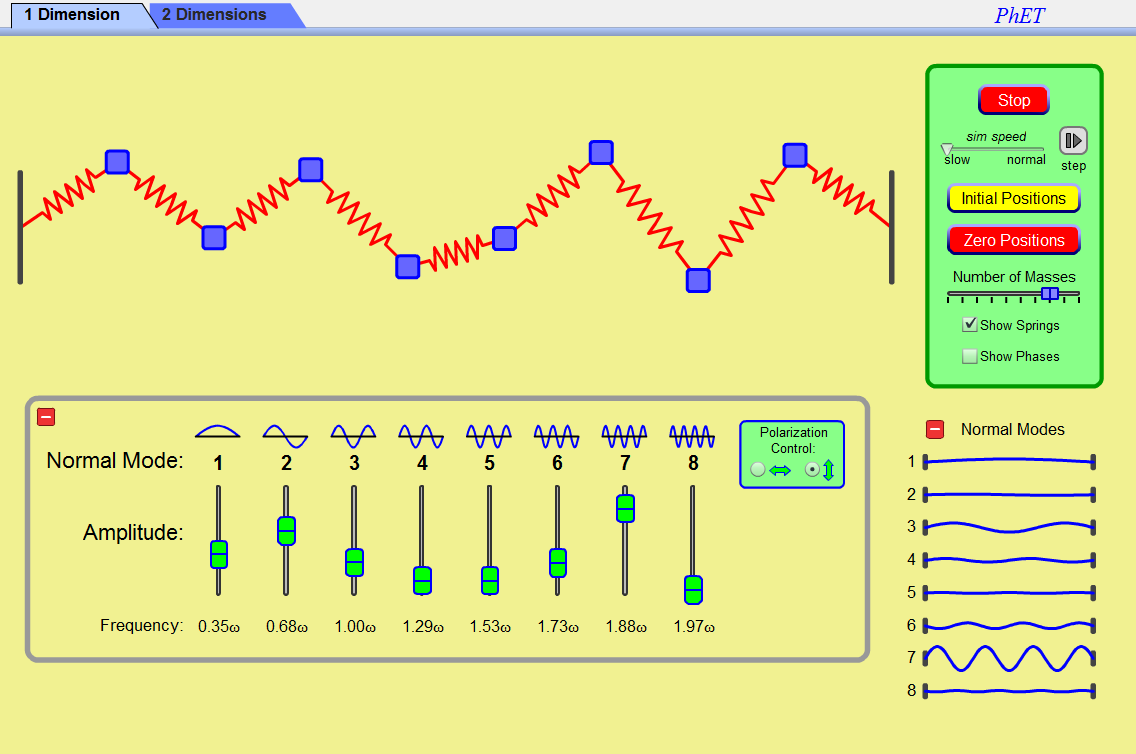 1 Dimension 2 Dimensions PhET
Stop
sim speed
slow normal
step
Initial Positions
Zero Positions
Number of Masses
Show Springs
Show Phases
Normal Mode: 1 2 3 4 5 6 7 8
Polarization
Control:
Amplitude:
Frequency: 0.35ω 0.68ω 1.00ω 1.29ω 1.53ω 1.73ω 1.88ω 1.97ω
Normal Modes
1
2
3
4
5
6
7
8